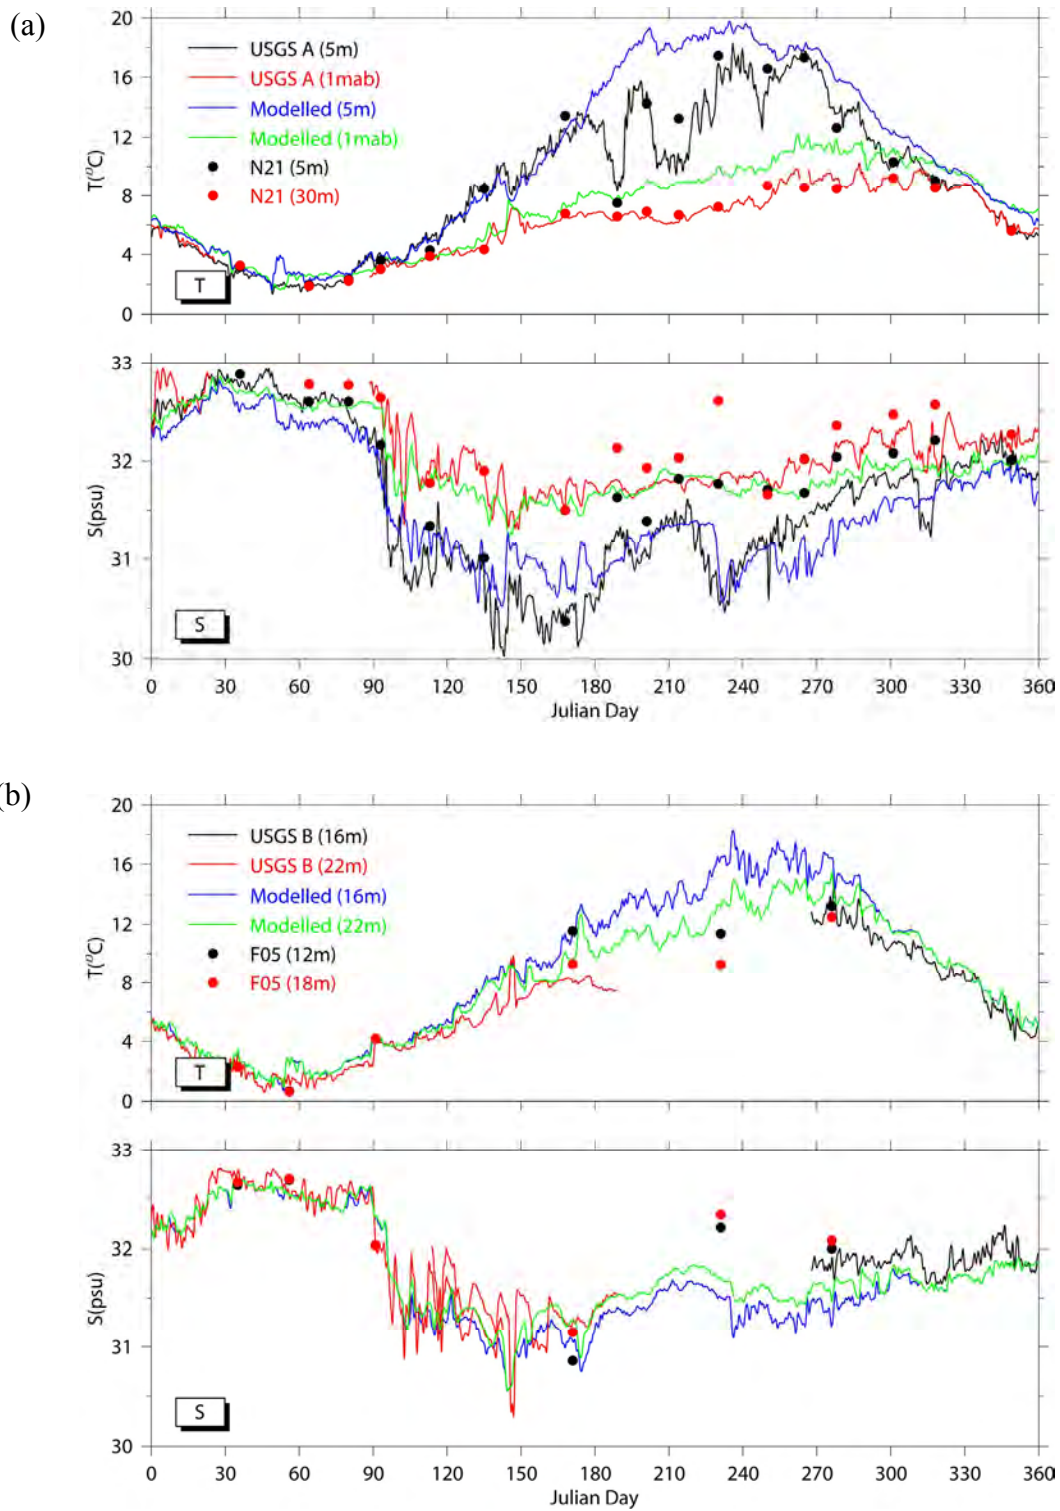 (a)
20
16
12
8
4
0
T(°C)
USGS A (5m)
USGS A (1mab)
Modelled (5m)
Modelled (1mab)
N21 (5m)
N21 (30m)
T
33
32
31
30
S(psu)
S
0 30 60 90 120 150 180 210 240 270 300 330 360
Julian Day
(b)
20
16
12
8
4
0
T(°C)
USGS B (16m)
USGS B (22m)
Modelled (16m)
Modelled (22m)
F05 (12m)
F05 (18m)
T
33
32
31
30
S(psu)
S
0 30 60 90 120 150 180 210 240 270 300 330 360
Julian Day